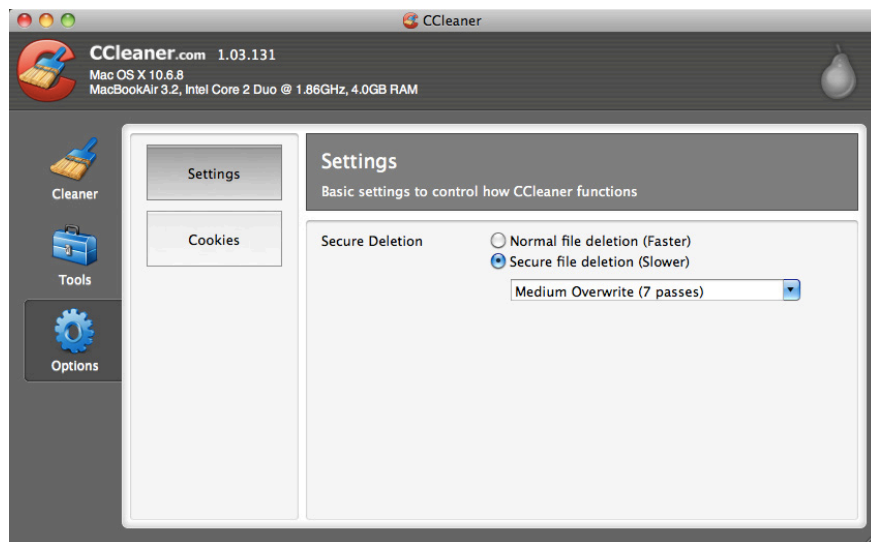 CCleaner
CCleaner.com 1.03.131
Mac OS X 10.6.8
MacBookAir 3.2, Intel Core 2 Duo @ 1.86GHz, 4.0GB RAM
Cleaner
Tools
Options
Settings
Cookies
Settings
Basic settings to control how CCleaner functions
Secure Deletion
Normal file deletion (Faster)
Secure file deletion (Slower)
Medium Overwrite (7 passes)